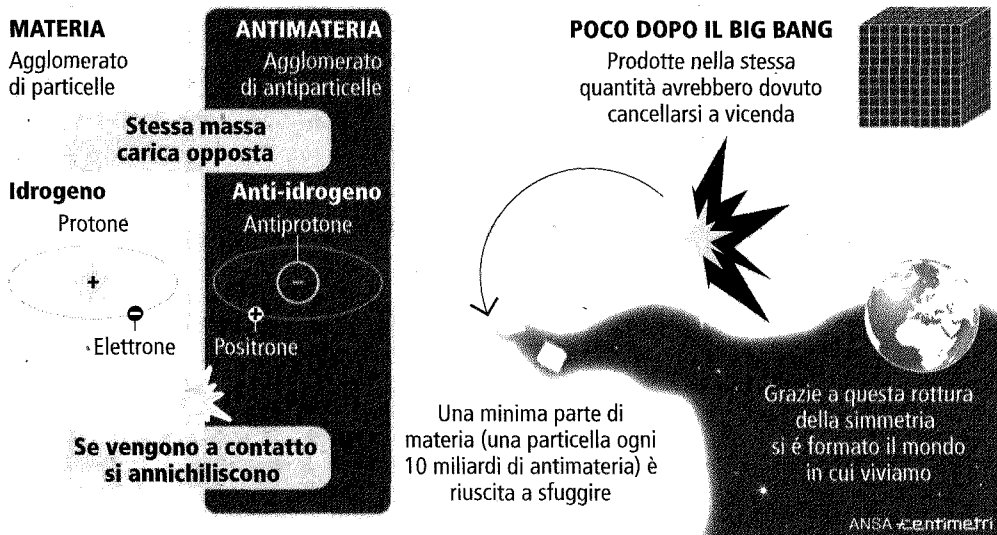 MATERIA
Agglomerato
di particelle
ANTIMATERIA
Agglomerato
di antiparticelle
Stessa massa
carica opposta
Idrogeno
Protone
+
Elettrone
Anti-idrogeno
Antiprotone
−
+
Positrone
Se vengono a contatto
si annichiliscono
POCO DOPO IL BIG BANG
Prodotte nella stessa
quantità avrebbero dovuto
cancellarsi a vicenda
Una minima parte di
materia (una particella ogni
10 miliardi di antimateria) è
riuscita a sfuggire
Grazie a questa rottura
della simmetria
si é formato il mondo
in cui viviamo
ANSA centimetri